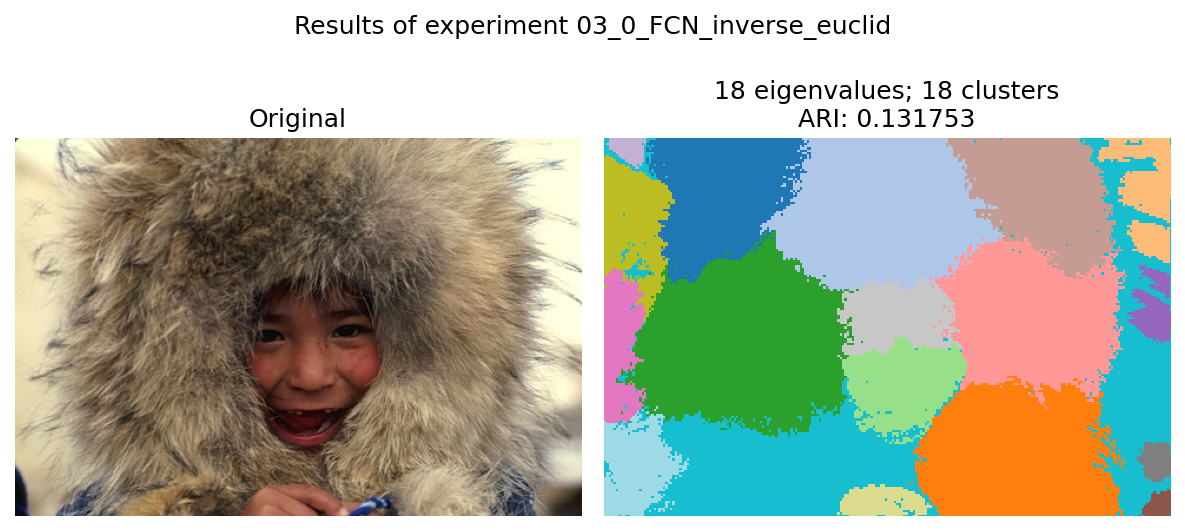 Results of experiment 03_0_FCN_inverse_euclid
Original
18 eigenvalues; 18 clusters
ARI: 0.131753